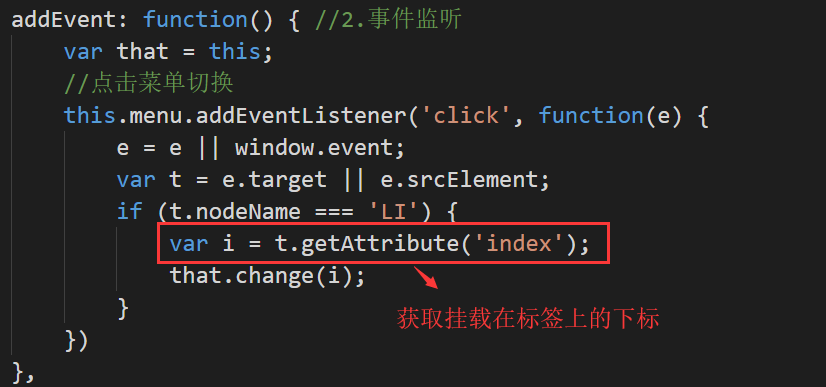 addEvent: function() { //2.事件监听
var that = this;
//点击菜单切换
this.menu.addEventListener('click', function(e) {
e = e || window.event;
var t = e.target || e.srcElement;
if (t.nodeName === 'LI') {
var i = t.getAttribute('index');
that.change(i);
获取挂载在标签上的下标
}
})
},